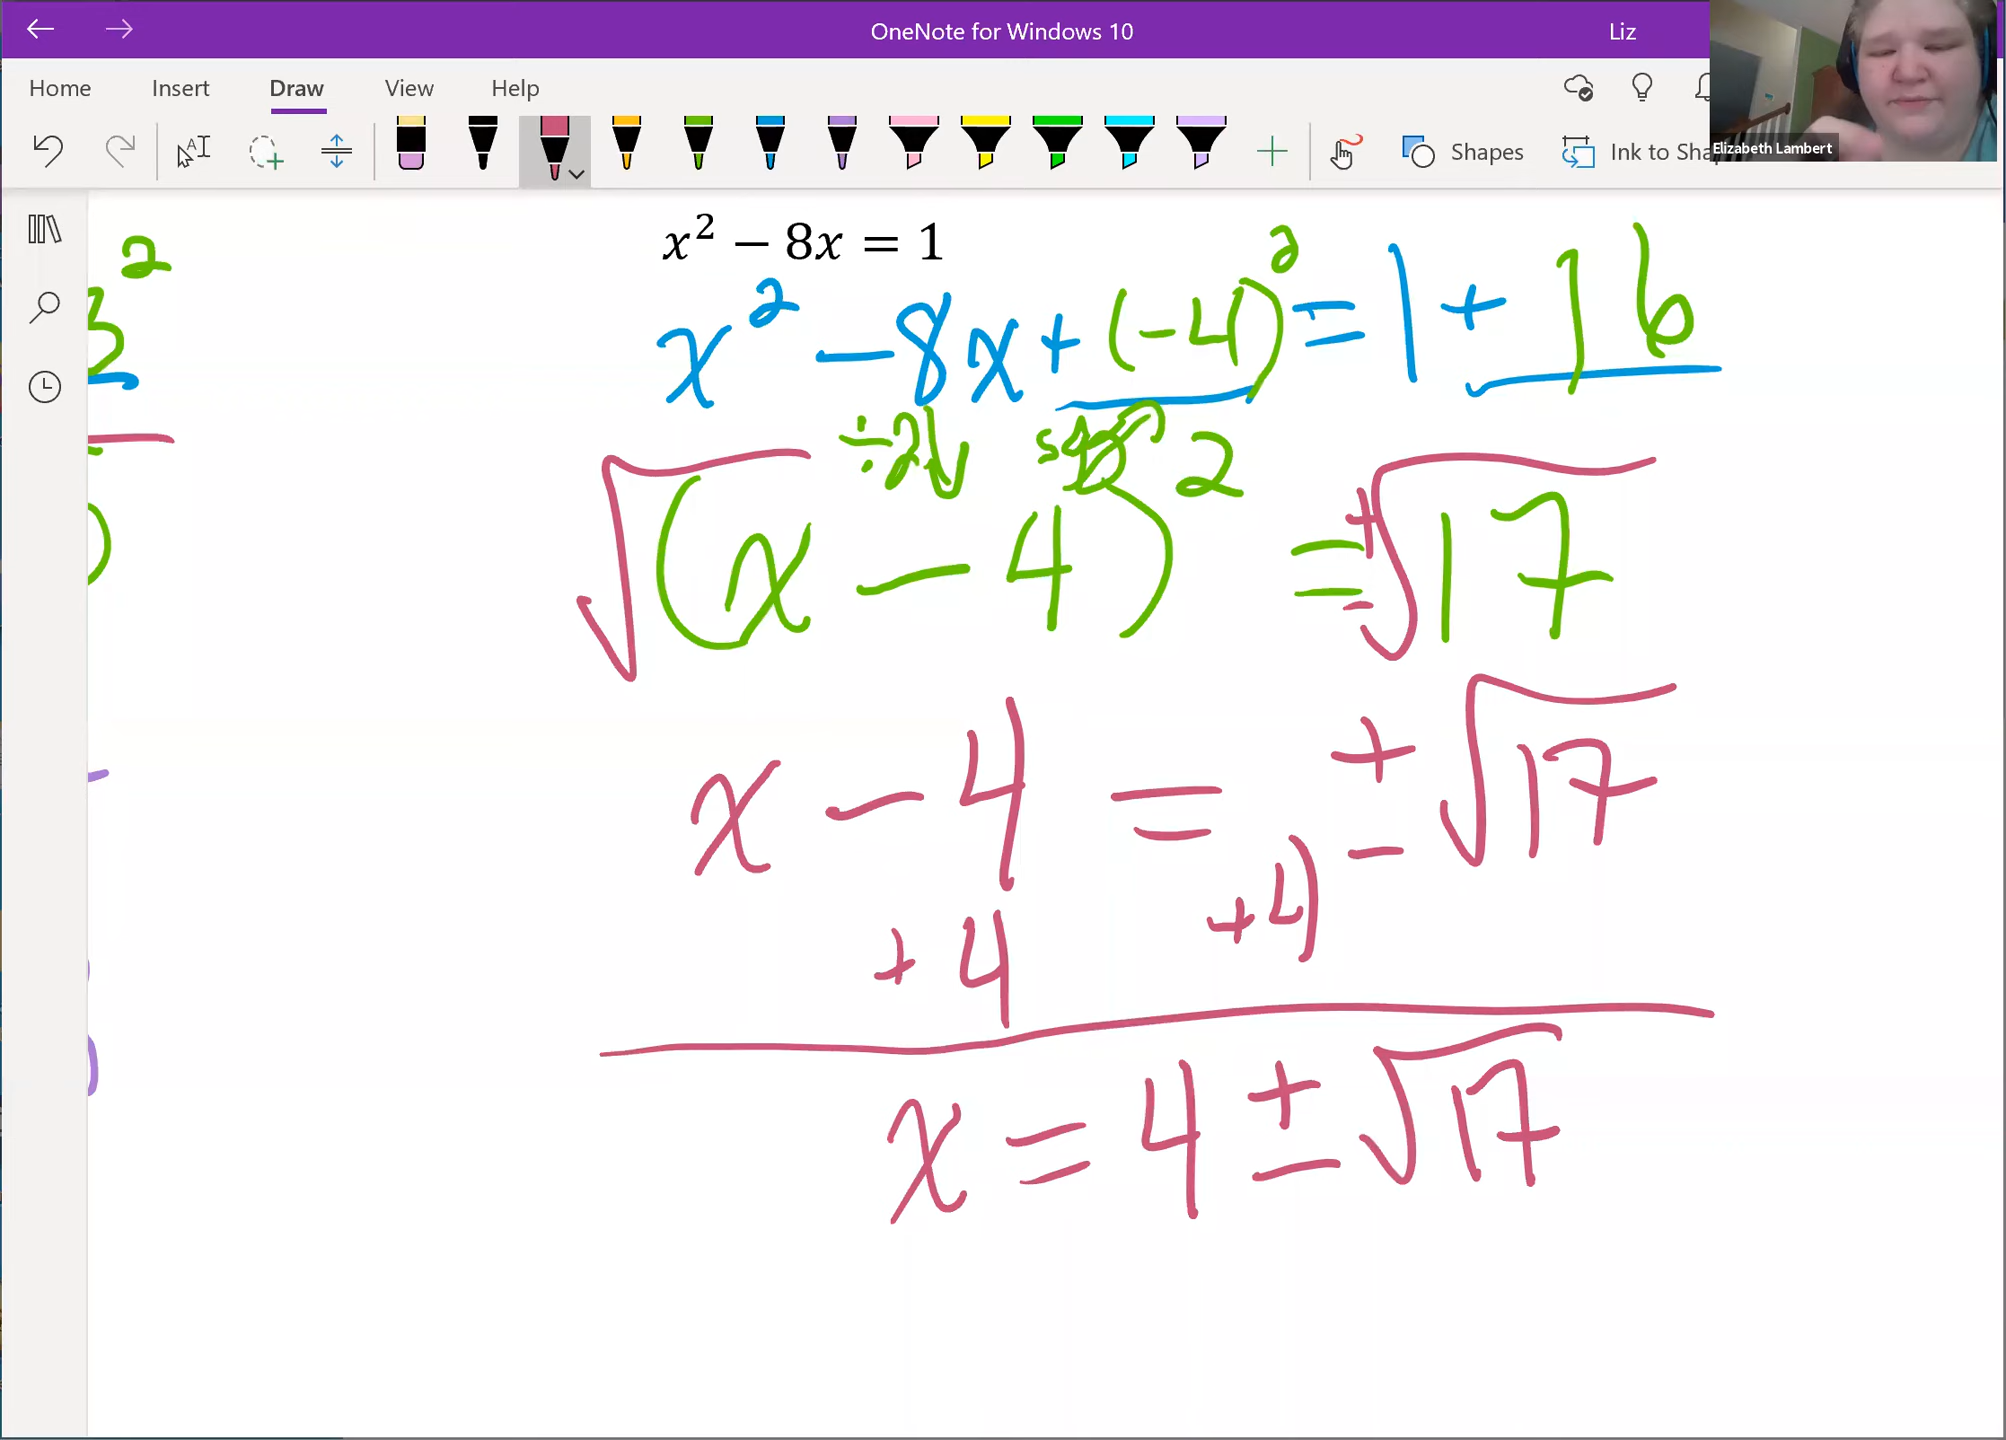 OneNote for Windows 10
Liz
Home Insert Draw View Help
Shapes Ink to Sha
Elizabeth Lambert
x² − 8x = 1
2
3
x² − 8x + (−4)² = 1 + 16
÷2
√(x − 4)² = ±√17
x − 4 = ±√17
+4 +4
x = 4 ± √17